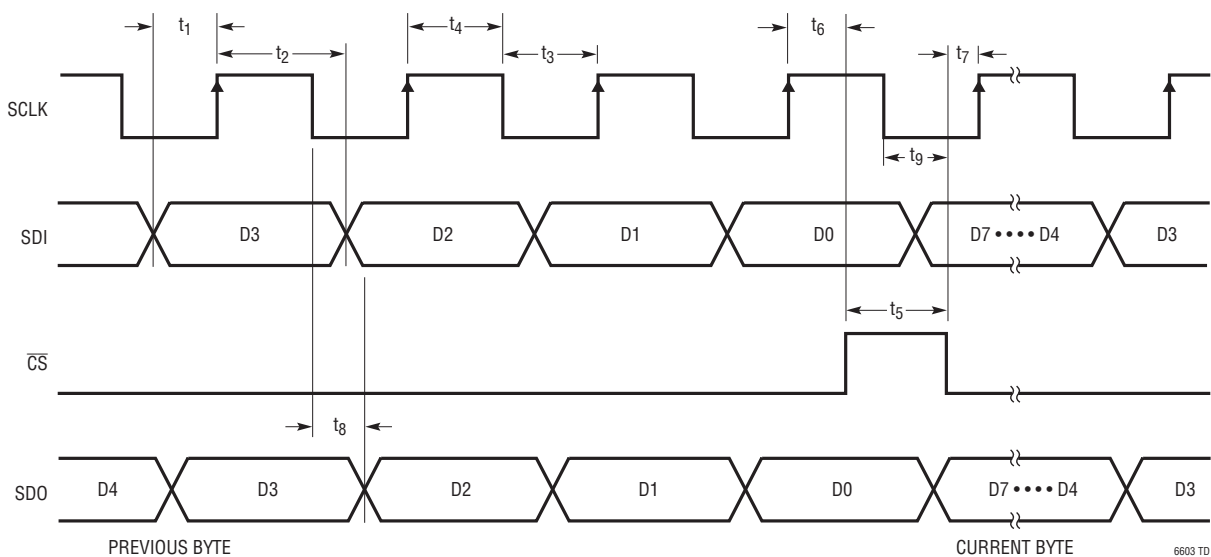 t1
t2
t4
t3
t6
t7
SCLK
t9
SDI
D3
D2
D1
D0
D7 •••• D4
D3
t5
CS
t8
SDO
D4
D3
D2
D1
D0
D7 •••• D4
D3
PREVIOUS BYTE
CURRENT BYTE
6603 TD